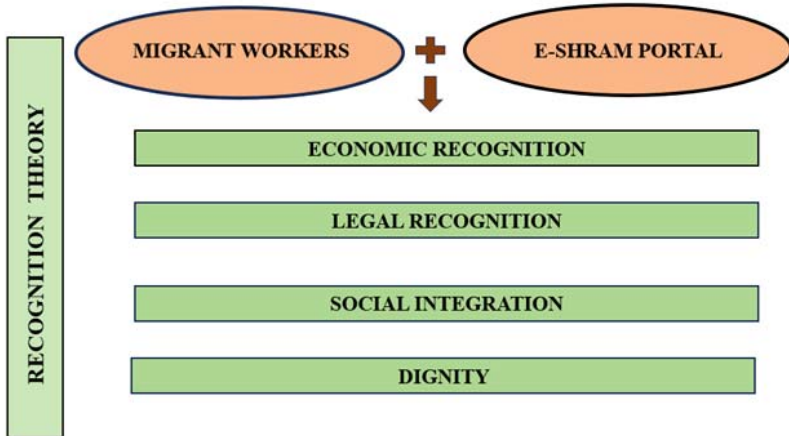 MIGRANT WORKERS
E-SHRAM PORTAL
RECOGNITION THEORY
ECONOMIC RECOGNITION
LEGAL RECOGNITION
SOCIAL INTEGRATION
DIGNITY